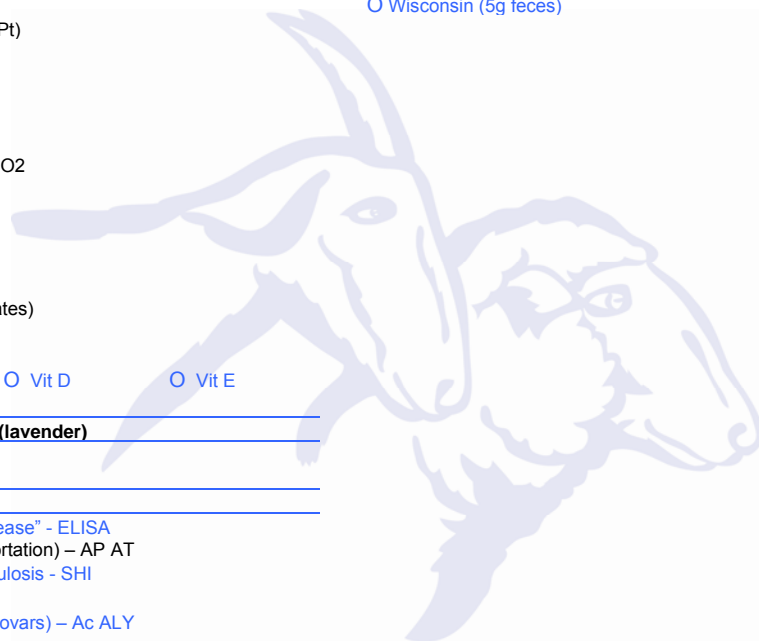 O Wisconsin (5g feces)
Pt)
O2
tes)
O Vit D O Vit E
(lavender)
ease” - ELISA
rtation) – AP AT
ulosis - SHI
ovars) – Ac ALY